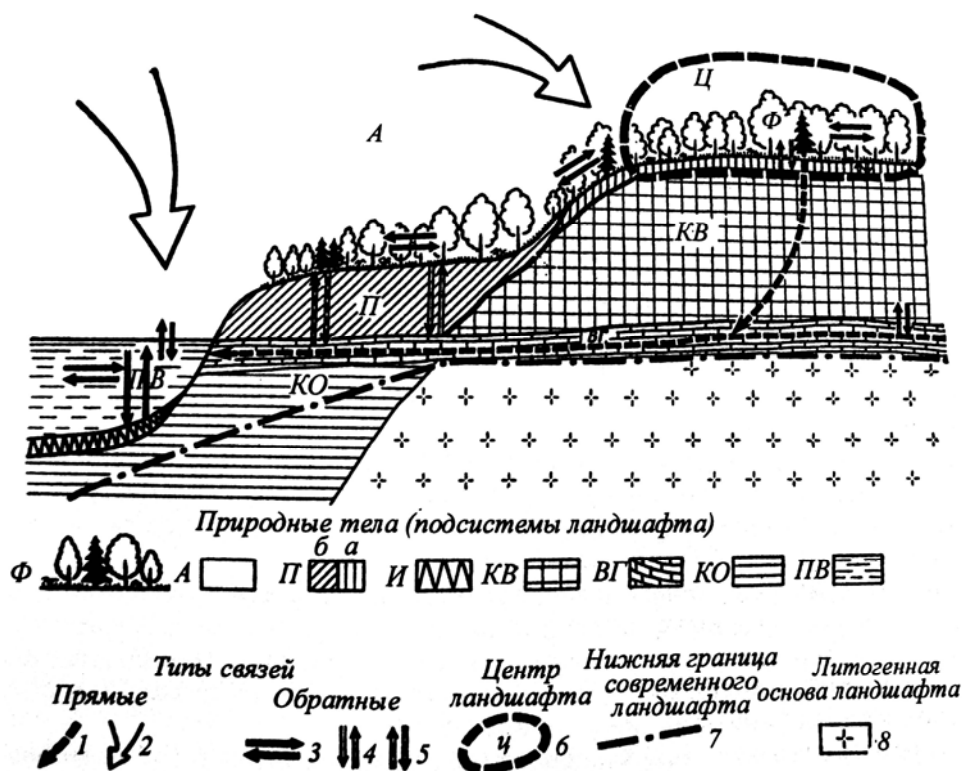 Ц
Ф
А
КВ
П
ВГ
ПВ
КО
Природные тела (подсистемы ландшафта)
б а
Ф А П И КВ ВГ КО ПВ
Типы связей
Прямые
Обратные
Центр
ландшафта
Нижняя граница
современного
ландшафта
Литогенная
основа ландшафта
1 2 3 4 5 ц 6 7 8